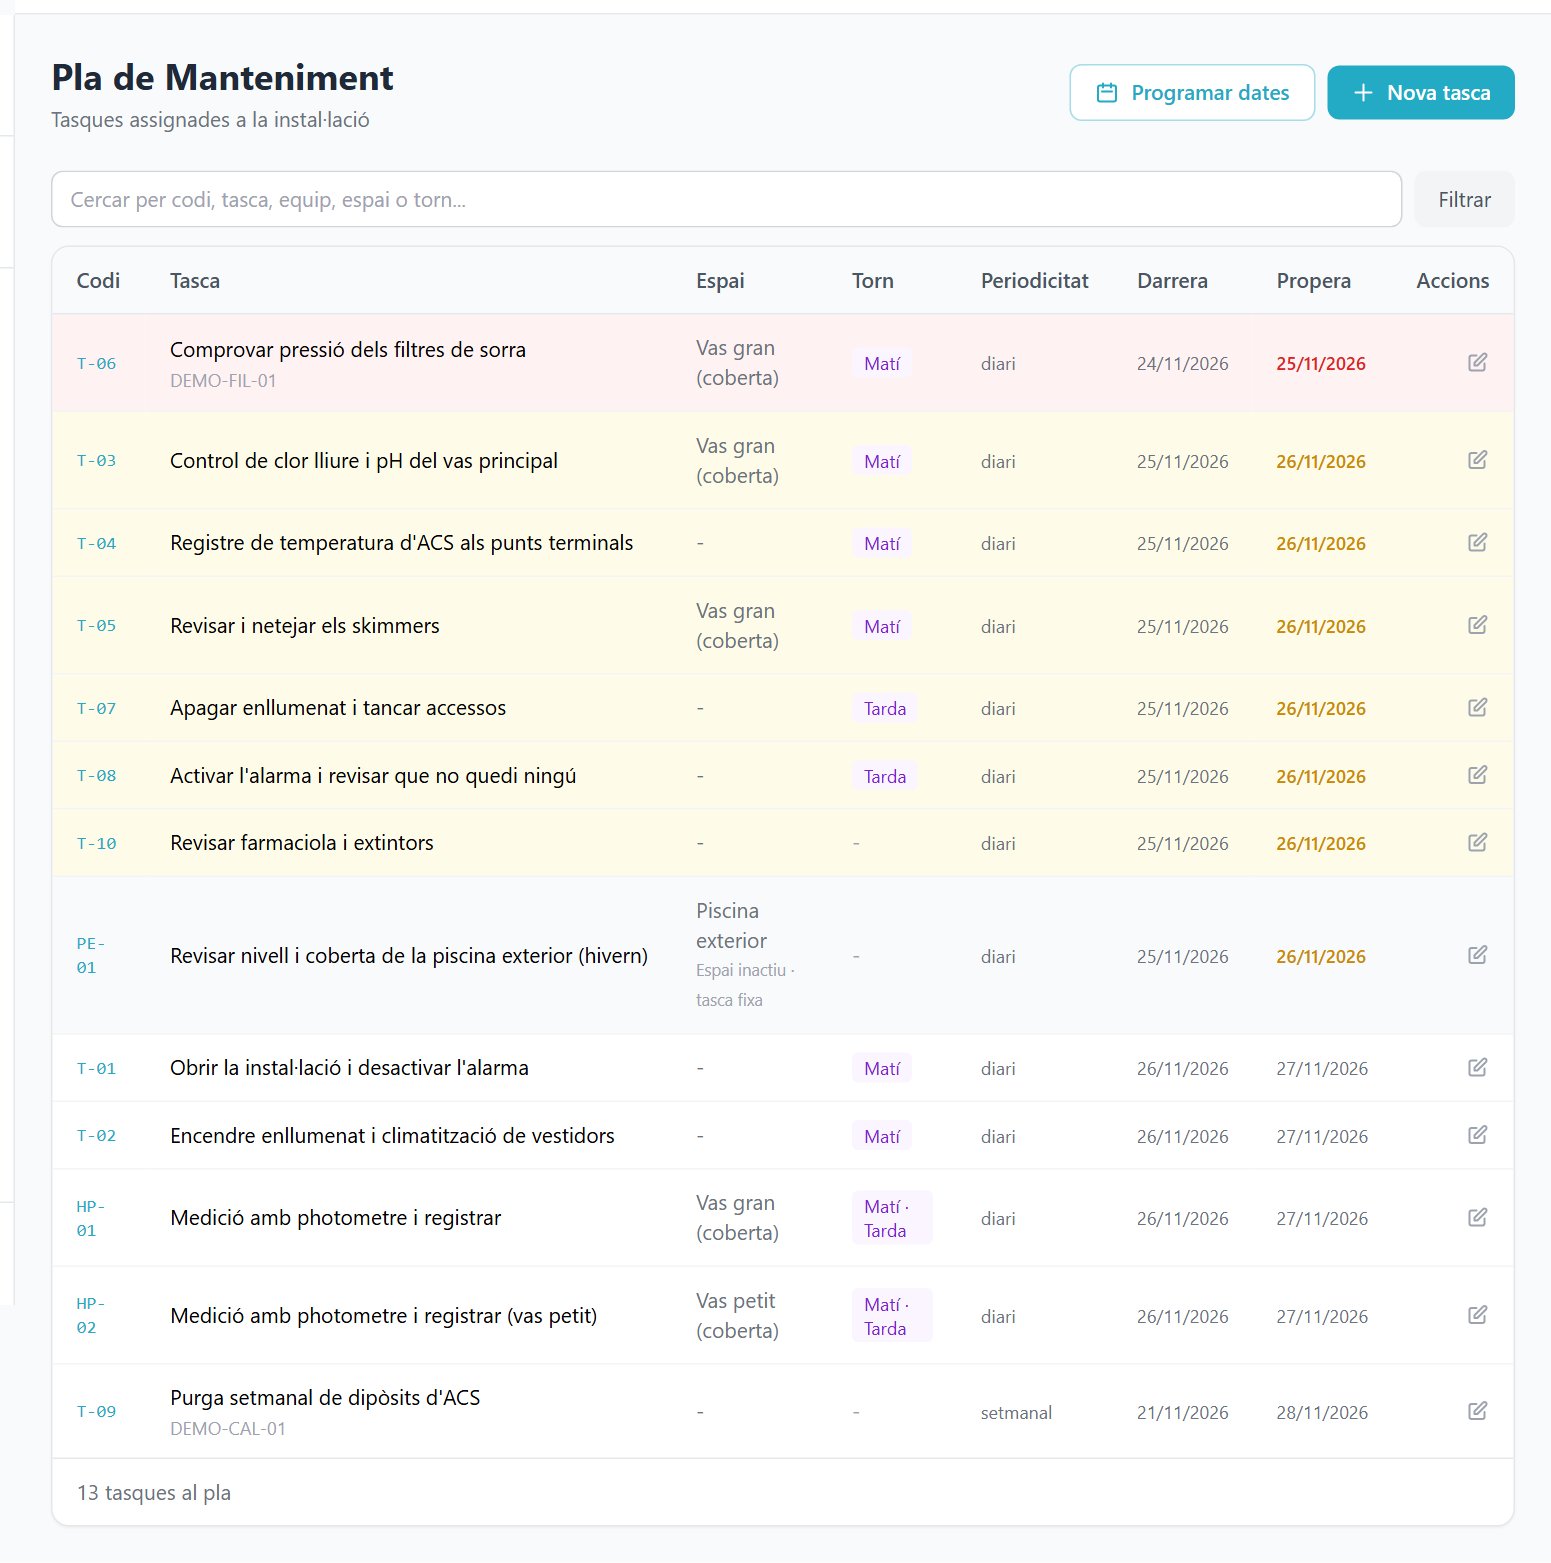 Pla de Manteniment
Tasques assignades a la instal·lació
Programar dates
Nova tasca
Cercar per codi, tasca, equip, espai o torn...
Filtrar
Codi Tasca Espai Torn Periodicitat Darrera Propera Accions
T-06 Comprovar pressió dels filtres de sorra
DEMO-FIL-01
Vas gran
(coberta)
Matí diari 24/11/2026 25/11/2026
T-03 Control de clor lliure i pH del vas principal
Vas gran
(coberta)
Matí diari 25/11/2026 26/11/2026
T-04 Registre de temperatura d'ACS als punts terminals - Matí diari 25/11/2026 26/11/2026
T-05 Revisar i netejar els skimmers
Vas gran
(coberta)
Matí diari 25/11/2026 26/11/2026
T-07 Apagar enllumenat i tancar accessos - Tarda diari 25/11/2026 26/11/2026
T-08 Activar l'alarma i revisar que no quedi ningú - Tarda diari 25/11/2026 26/11/2026
T-10 Revisar farmaciola i extintors - - diari 25/11/2026 26/11/2026
PE-
01
Revisar nivell i coberta de la piscina exterior (hivern)
Piscina
exterior
Espai inactiu ·
tasca fixa
- diari 25/11/2026 26/11/2026
T-01 Obrir la instal·lació i desactivar l'alarma - Matí diari 26/11/2026 27/11/2026
T-02 Encendre enllumenat i climatització de vestidors - Matí diari 26/11/2026 27/11/2026
HP-
01
Medició amb photometre i registrar
Vas gran
(coberta)
Matí ·
Tarda
diari 26/11/2026 27/11/2026
HP-
02
Medició amb photometre i registrar (vas petit)
Vas petit
(coberta)
Matí ·
Tarda
diari 26/11/2026 27/11/2026
T-09 Purga setmanal de dipòsits d'ACS
DEMO-CAL-01
- - setmanal 21/11/2026 28/11/2026
13 tasques al pla